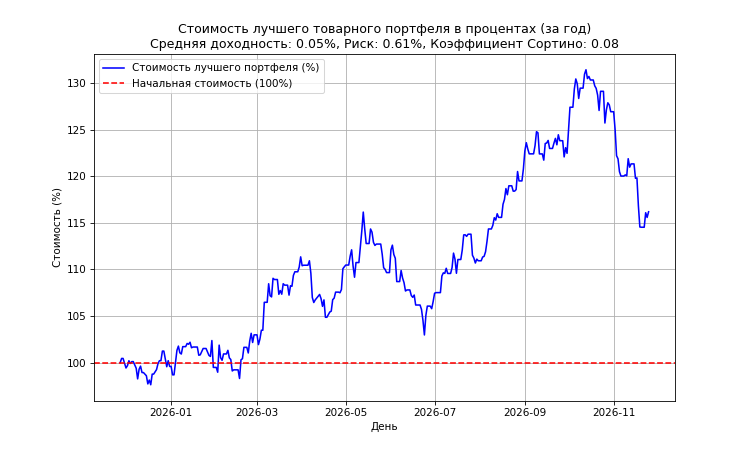 Стоимость лучшего товарного портфеля в процентах (за год)
Средняя доходность: 0.05%, Риск: 0.61%, Коэффициент Сортино: 0.08
Стоимость лучшего портфеля (%)
Начальная стоимость (100%)
Стоимость (%)
130
125
120
115
110
105
100
2026-01
2026-03
2026-05
2026-07
2026-09
2026-11
День